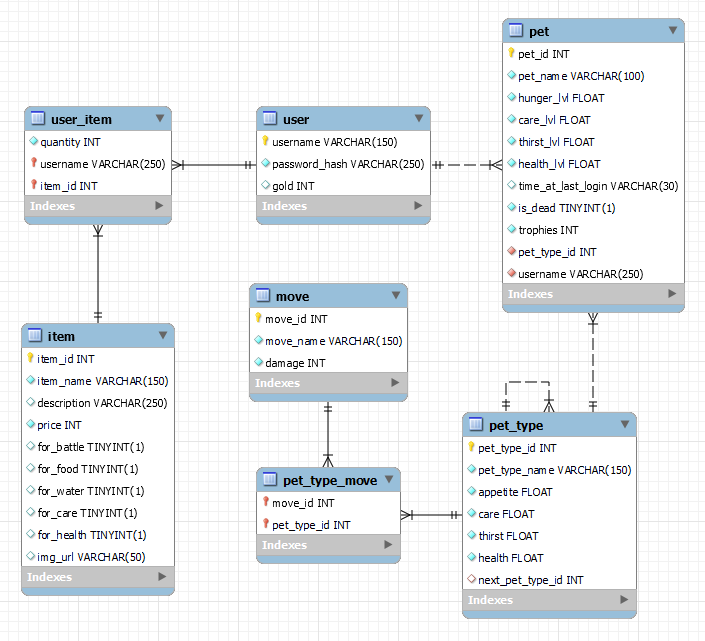 pet
pet_id INT
pet_name VARCHAR(100)
hunger_lvl FLOAT
care_lvl FLOAT
thirst_lvl FLOAT
health_lvl FLOAT
time_at_last_login VARCHAR(30)
is_dead TINYINT(1)
trophies INT
pet_type_id INT
username VARCHAR(250)
Indexes
user_item
quantity INT
username VARCHAR(250)
item_id INT
Indexes
user
username VARCHAR(150)
password_hash VARCHAR(250)
gold INT
Indexes
move
move_id INT
move_name VARCHAR(150)
damage INT
Indexes
item
item_id INT
item_name VARCHAR(150)
description VARCHAR(250)
price INT
for_battle TINYINT(1)
for_food TINYINT(1)
for_water TINYINT(1)
for_care TINYINT(1)
for_health TINYINT(1)
img_url VARCHAR(50)
Indexes
pet_type_move
move_id INT
pet_type_id INT
Indexes
pet_type
pet_type_id INT
pet_type_name VARCHAR(150)
appetite FLOAT
care FLOAT
thirst FLOAT
health FLOAT
next_pet_type_id INT
Indexes